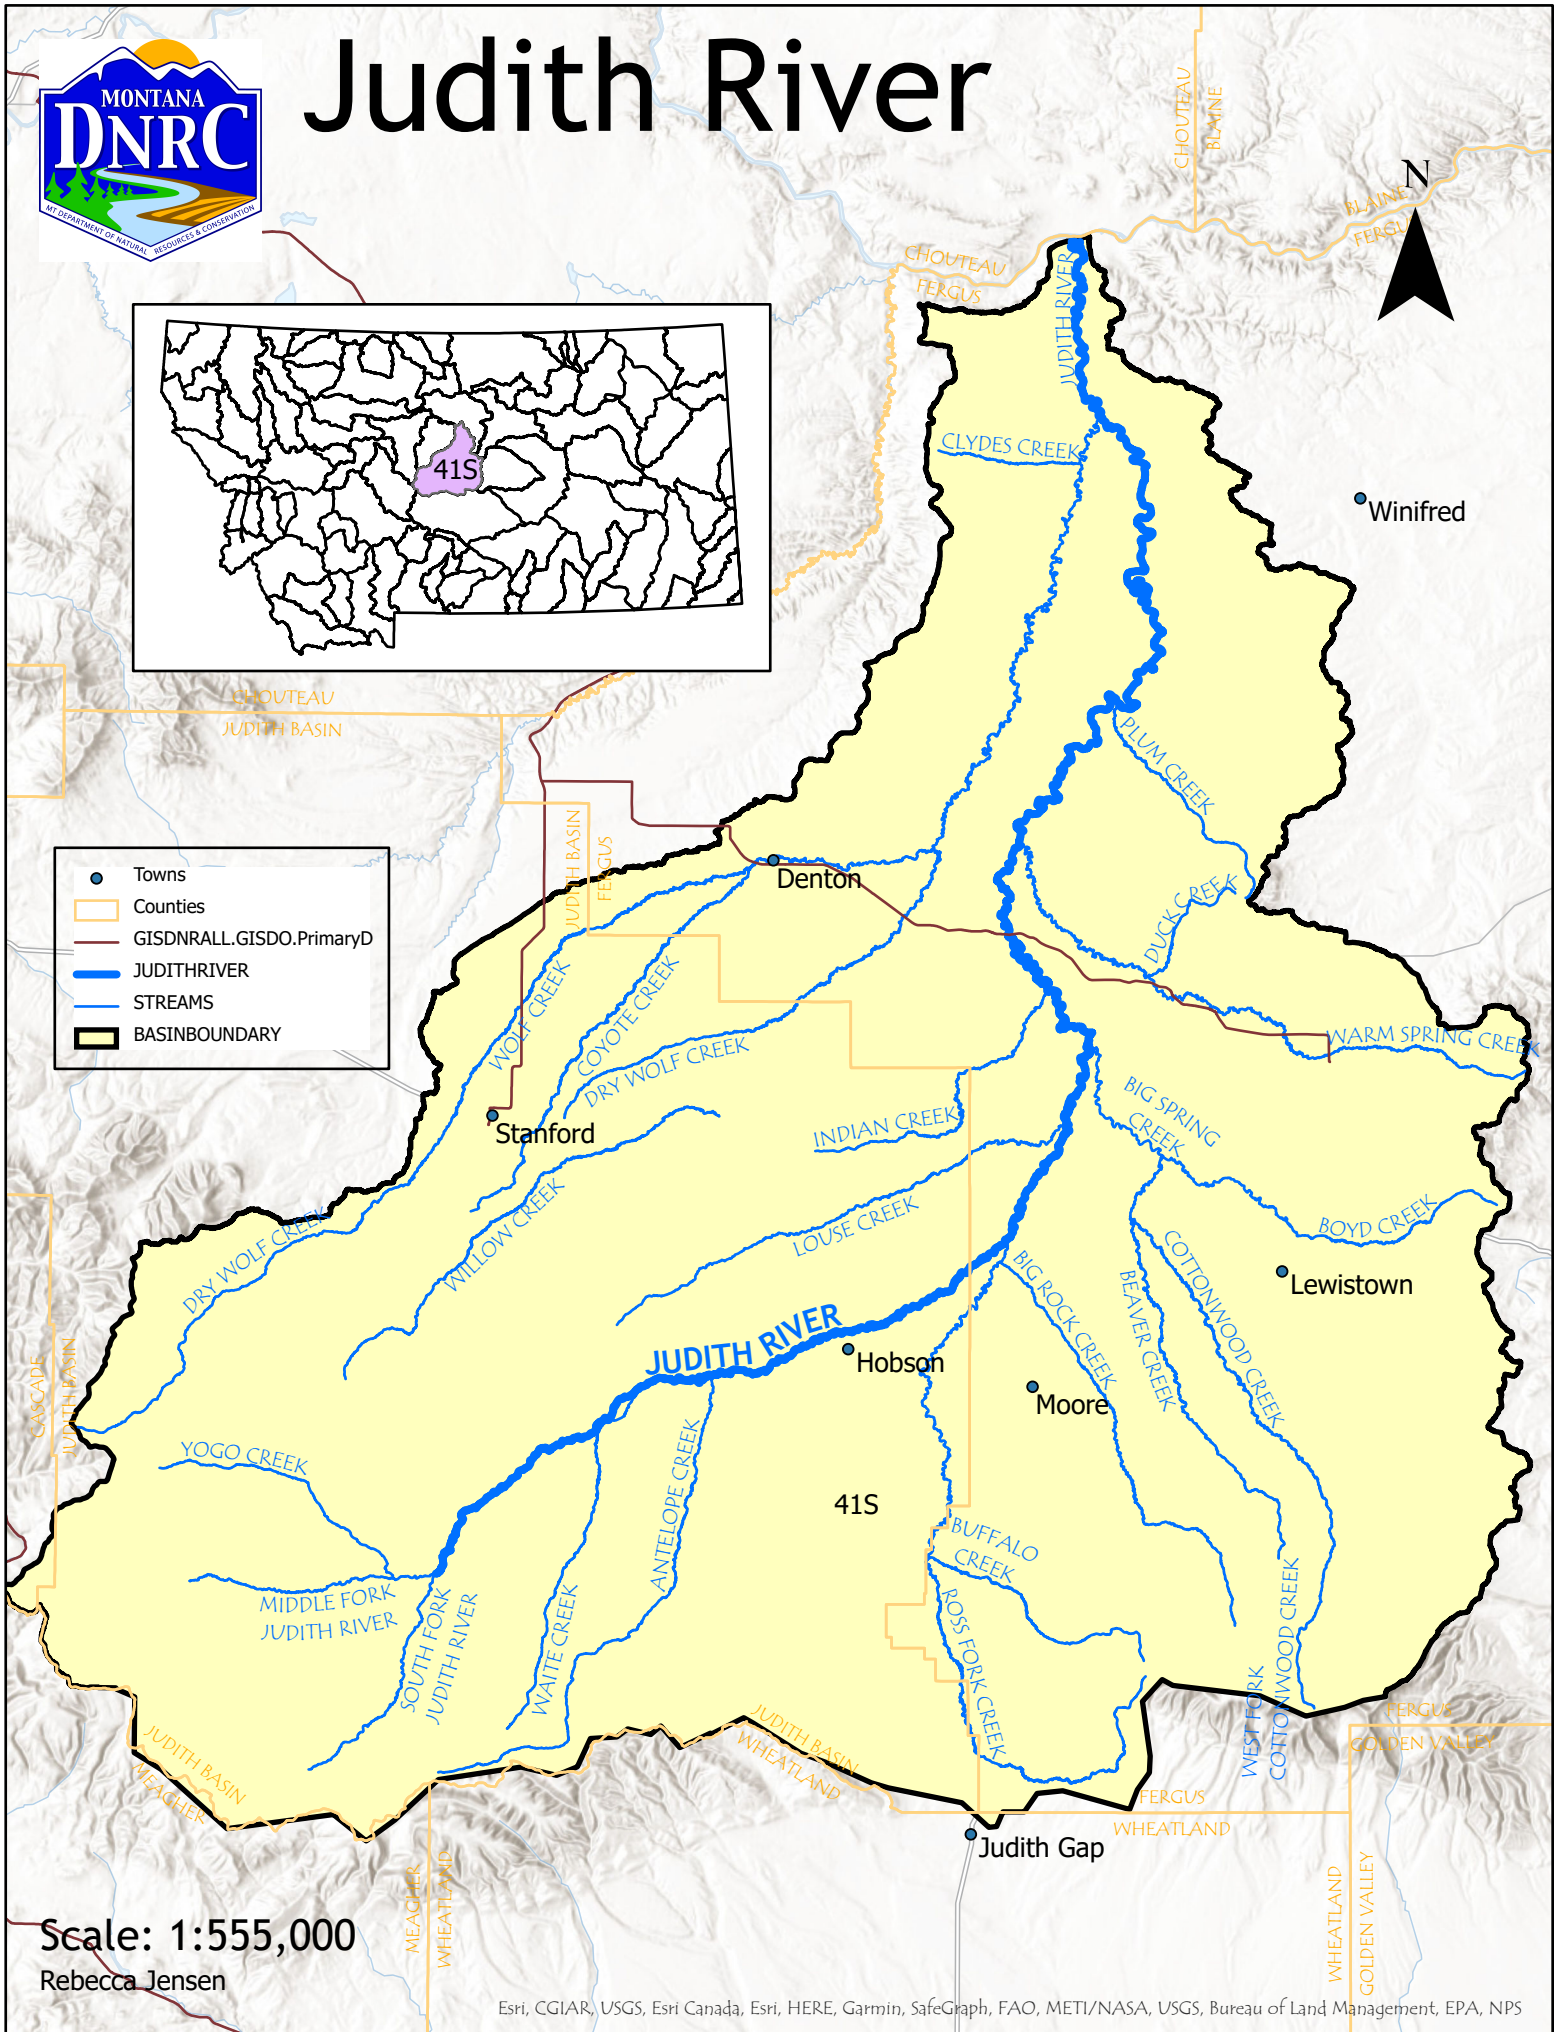 Judith River
MONTANA
DNRC
MT DEPARTMENT OF NATURAL RESOURCES & CONSERVATION
CHOUTEAU
BLAINE
N
BLAINE
FERGUS
CHOUTEAU
FERGUS
JUDITH RIVER
41S
CLYDES CREEK
Winifred
CHOUTEAU
JUDITH BASIN
PLUM CREEK
JUDITH BASIN
FERGUS
Towns
Counties
GISDNRALL.GISDO.PrimaryD
JUDITHRIVER
STREAMS
BASINBOUNDARY
Denton
DUCK CREEK
WOLF CREEK
COYOTE CREEK
DRY WOLF CREEK
WARM SPRING CREEK
Stanford
INDIAN CREEK
BIG SPRING
CREEK
DRY WOLF CREEK
WILLOW CREEK
LOUSE CREEK
BOYD CREEK
Lewistown
BIG ROCK CREEK
BEAVER CREEK
COTTONWOOD CREEK
JUDITH RIVER
Hobson
Moore
CASCADE
JUDITH BASIN
YOGO CREEK
ANTELOPE CREEK
41S
BUFFALO
CREEK
MIDDLE FORK
JUDITH RIVER
SOUTH FORK
JUDITH RIVER
WAITE CREEK
ROSS FORK CREEK
WEST FORK
COTTONWOOD CREEK
JUDITH BASIN
MEAGHER
JUDITH BASIN
WHEATLAND
FERGUS
GOLDEN VALLEY
FERGUS
WHEATLAND
Judith Gap
MEAGHER
WHEATLAND
WHEATLAND
GOLDEN VALLEY
Scale: 1:555,000
Rebecca Jensen
Esri, CGIAR, USGS, Esri Canada, Esri, HERE, Garmin, SafeGraph, FAO, METI/NASA, USGS, Bureau of Land Management, EPA, NPS